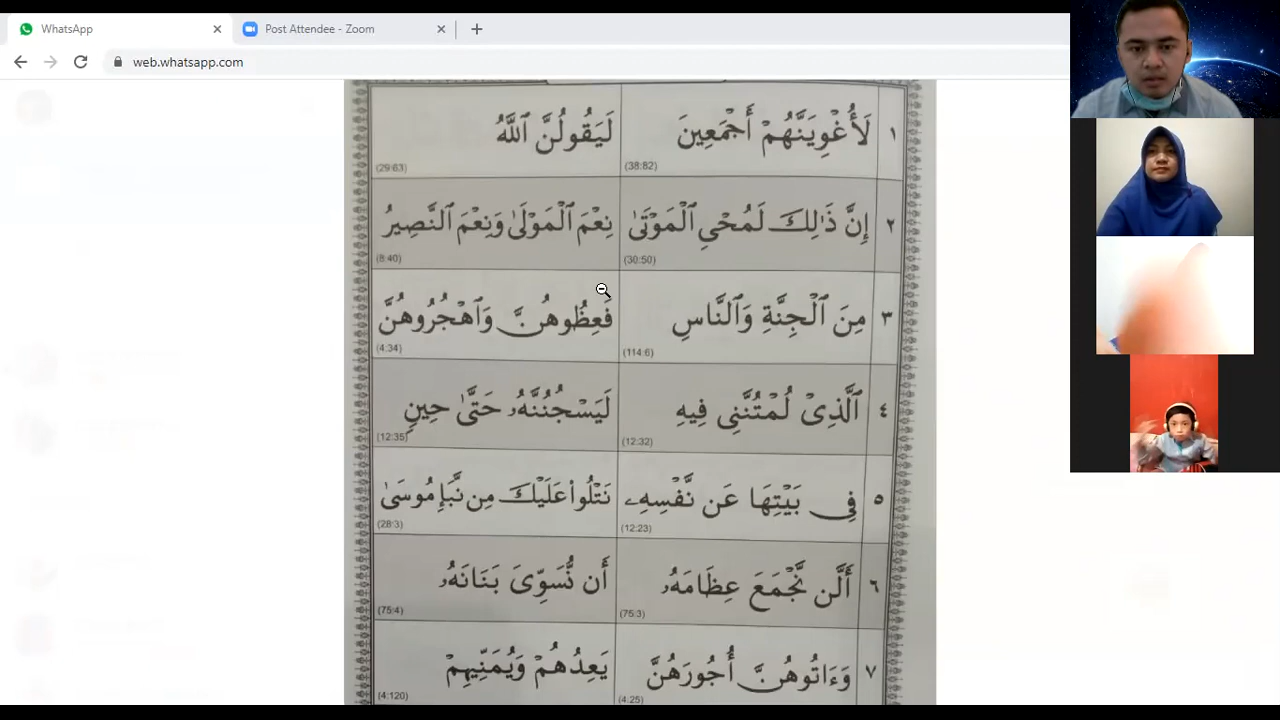 WhatsApp
Post Attendee - Zoom
web.whatsapp.com
١ لَأُغْوِيَنَّهُمْ أَجْمَعِينَ (38:82) لَيَقُولُنَّ ٱللَّهُ (29:63)
٢ إِنَّ ذَٰلِكَ لَمُحْيِ ٱلْمَوْتَىٰ (30:50) نِعْمَ ٱلْمَوْلَىٰ وَنِعْمَ ٱلنَّصِيرُ (8:40)
٣ مِنَ ٱلْجِنَّةِ وَٱلنَّاسِ (114:6) فَعِظُوهُنَّ وَٱهْجُرُوهُنَّ (4:34)
٤ ٱلَّذِىْ لُمْتُنَّنِى فِيهِ (12:32) لَيَسْجُنُنَّهُۥ حَتَّىٰ حِينٍ (12:35)
٥ فِى بَيْتِهَا عَن نَّفْسِهِۦ (12:23) نَتْلُوا۟ عَلَيْكَ مِن نَّبَإِ مُوسَىٰ (28:3)
٦ أَلَّن نَّجْمَعَ عِظَامَهُۥ (75:3) أَن نُّسَوِّىَ بَنَانَهُۥ (75:4)
٧ وَءَاتُوهُنَّ أُجُورَهُنَّ (4:25) يَعِدُهُمْ وَيُمَنِّيهِمْ (4:120)